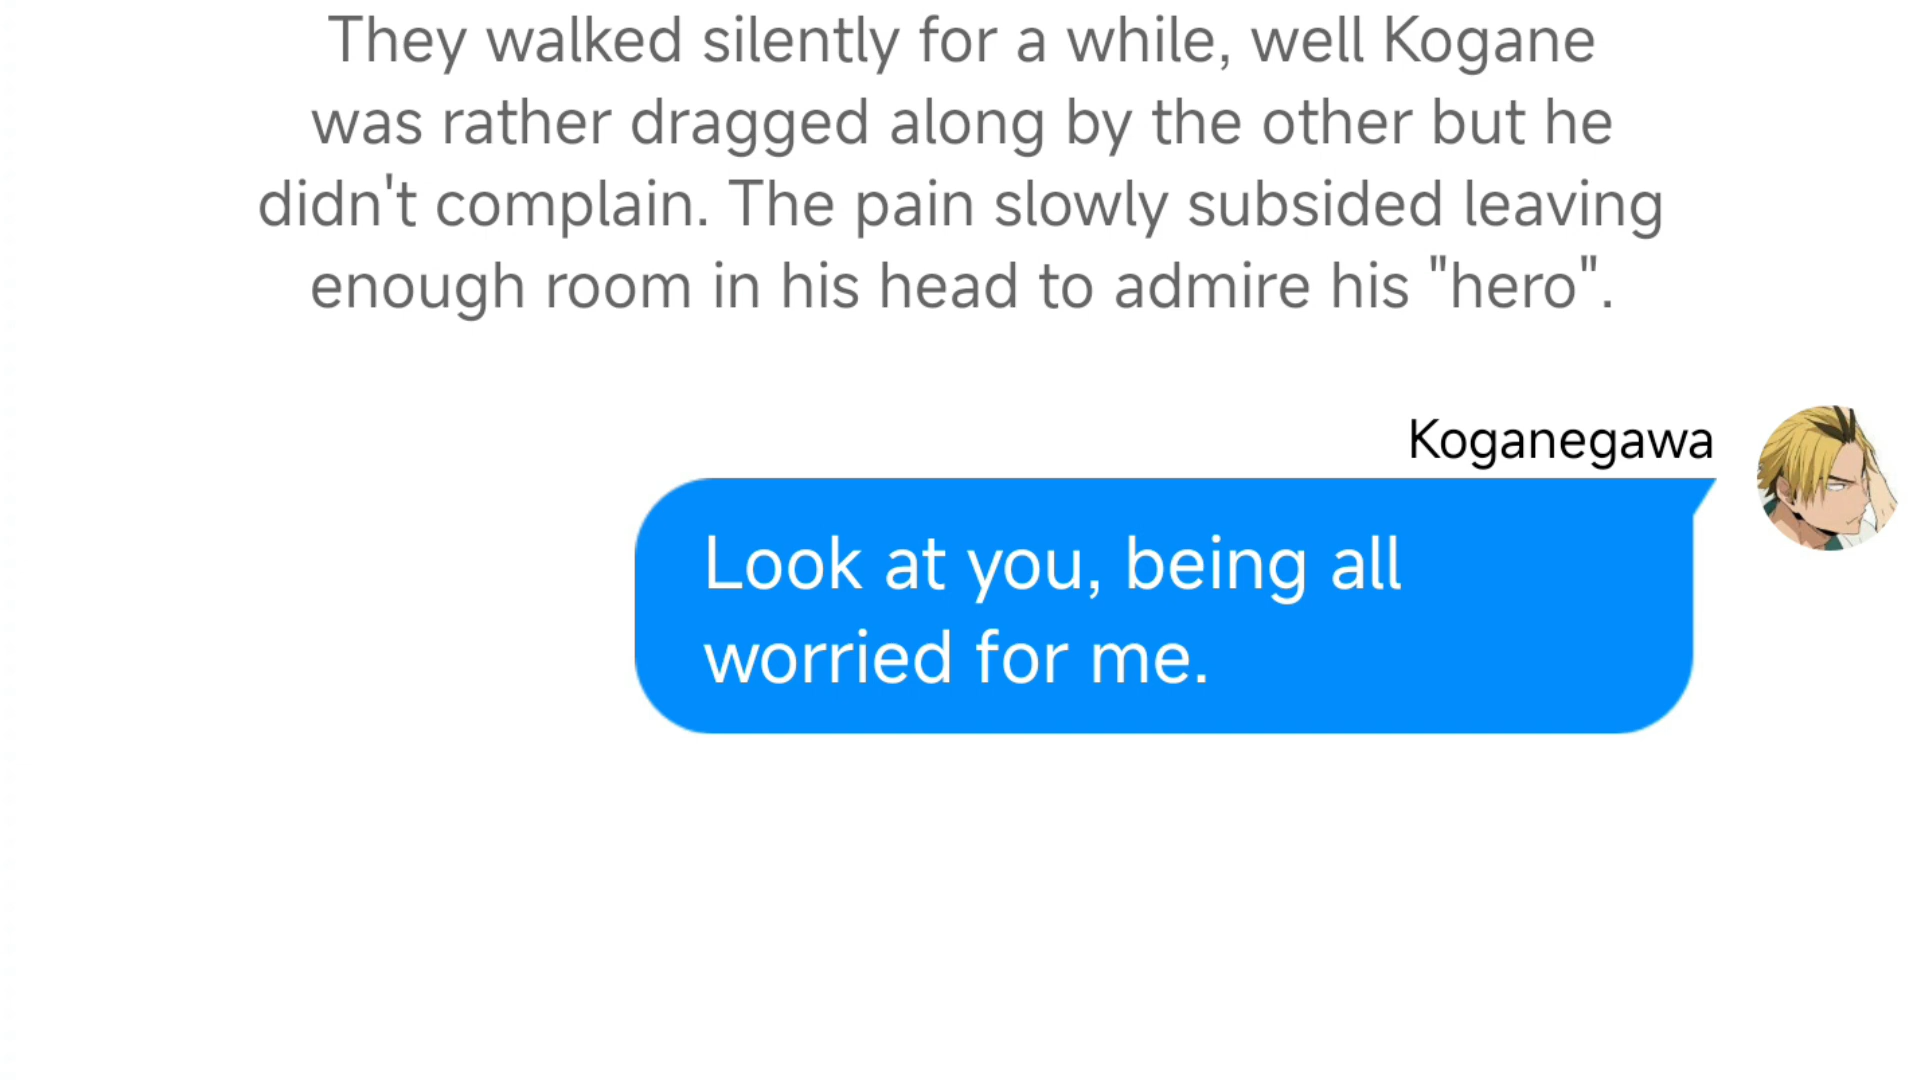 They walked silently for a while, well Kogane
was rather dragged along by the other but he
didn't complain. The pain slowly subsided leaving
enough room in his head to admire his "hero".
Koganegawa
Look at you, being all
worried for me.